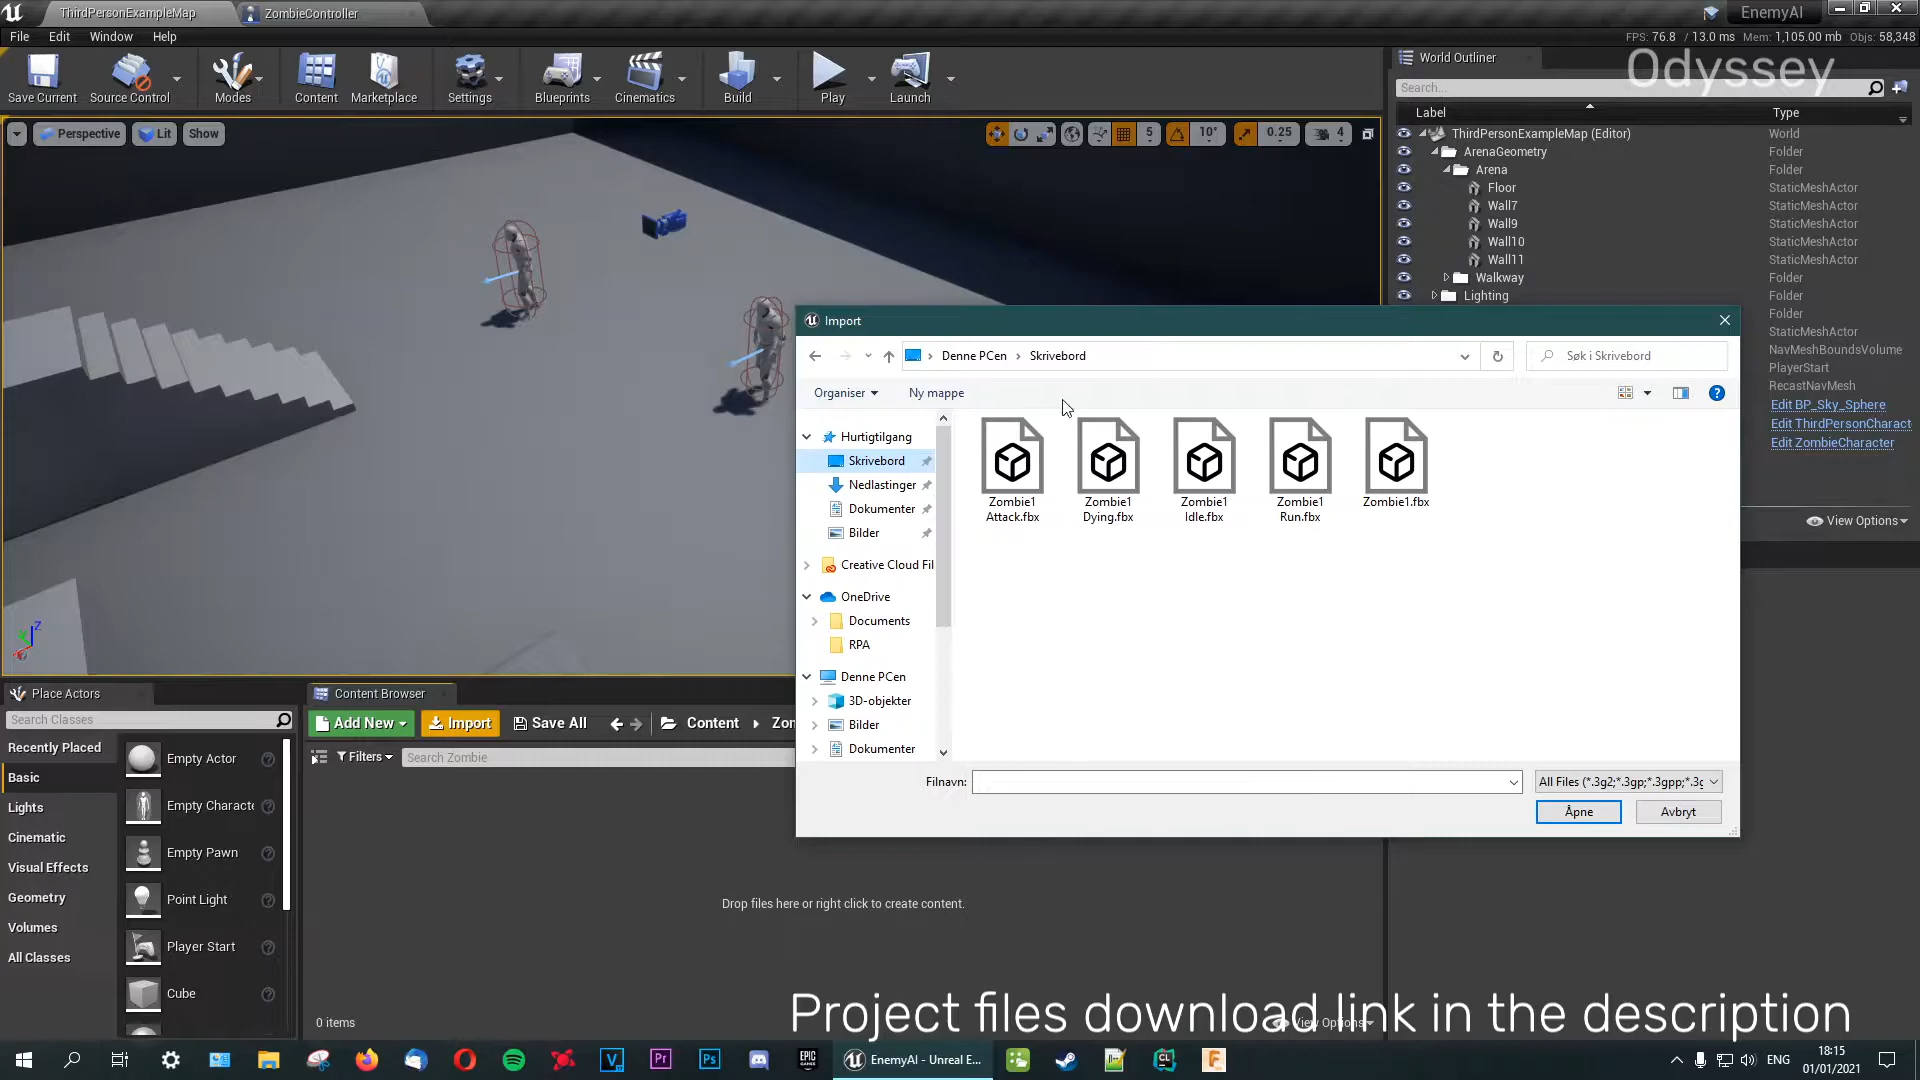 ThirdPersonExampleMap
ZombieController
EnemyAI
File Edit Window Help
FPS: 76.8 / 13.0 ms Mem: 1,105.00 mb Objs: 58,348
Save Current
Source Control
Modes
Content
Marketplace
Settings
Blueprints
Cinematics
Build
Play
Launch
World Outliner
Odyssey
Search...
Label Type
Perspective Lit Show
5 10° 0.25 4
ThirdPersonExampleMap (Editor) World
ArenaGeometry Folder
Arena Folder
Floor StaticMeshActor
Wall7 StaticMeshActor
Wall9 StaticMeshActor
Wall10 StaticMeshActor
Wall11 StaticMeshActor
Walkway Folder
Lighting Folder
Folder
StaticMeshActor
NavMeshBoundsVolume
PlayerStart
RecastNavMesh
Edit BP_Sky_Sphere
Edit ThirdPersonCharact
Edit ZombieCharacter
View Options
Import
Denne PCen Skrivebord
Søk i Skrivebord
Organiser Ny mappe
Hurtigtilgang
Skrivebord
Nedlastinger
Dokumenter
Bilder
Creative Cloud Fil
OneDrive
Documents
RPA
Denne PCen
3D-objekter
Bilder
Dokumenter
Zombie1 Attack.fbx
Zombie1 Dying.fbx
Zombie1 Idle.fbx
Zombie1 Run.fbx
Zombie1.fbx
Filnavn:
All Files (*.3g2;*.3gp;*.3gpp;*.3g
Åpne Avbryt
Z
Place Actors
Search Classes
Recently Placed
Basic
Lights
Cinematic
Visual Effects
Geometry
Volumes
All Classes
Empty Actor
Empty Characte
Empty Pawn
Point Light
Player Start
Cube
Content Browser
Add New Import Save All Content Zon
Filters Search Zombie
Drop files here or right click to create content.
0 items
View Options
Project files download link in the description
EnemyAI - Unreal E...
ENG
18:15
01/01/2021